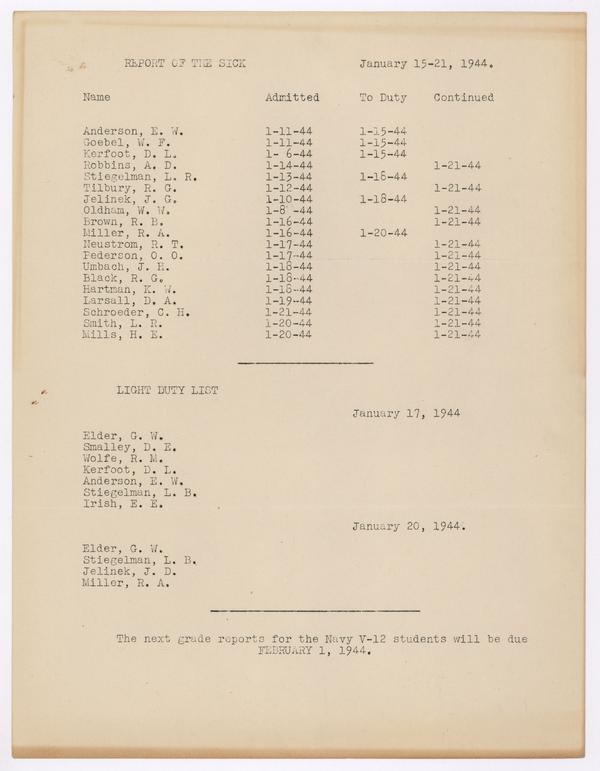 REPORT OF THE SICK January 15-21, 1944.
Name Admitted To Duty Continued
Anderson, E. W. 1-11-44 1-15-44
Goebel, W. F. 1-11-44 1-15-44
Kerfoot, D. L. 1- 6-44 1-15-44
Robbins, A. D. 1-14-44 1-21-44
Stiegelman, L. R. 1-13-44 1-18-44
Tilbury, R. G. 1-12-44 1-21-44
Jelinek, J. G. 1-10-44 1-18-44
Oldham, W. W. 1-8 -44 1-21-44
Brown, R. B. 1-16-44 1-21-44
Miller, R. A. 1-16-44 1-20-44
Neustrom, R. T. 1-17-44 1-21-44
Pederson, O. O. 1-17-44 1-21-44
Umbach, J. H. 1-18-44 1-21-44
Black, R. G. 1-18-44 1-21-44
Hartman, K. W. 1-18-44 1-21-44
Larsall, D. A. 1-19-44 1-21-44
Schroeder, C. H. 1-21-44 1-21-44
Smith, L. R. 1-20-44 1-21-44
Mills, H. E. 1-20-44 1-21-44
LIGHT DUTY LIST
January 17, 1944
Elder, G. W.
Smalley, D. E.
Wolfe, R. M.
Kerfoot, D. L.
Anderson, E. W.
Stiegelman, L. B.
Irish, E. E.
January 20, 1944.
Elder, G. W.
Stiegelman, L. B.
Jelinek, J. D.
Miller, R. A.
The next grade reports for the Navy V-12 students will be due
FEBRUARY 1, 1944.